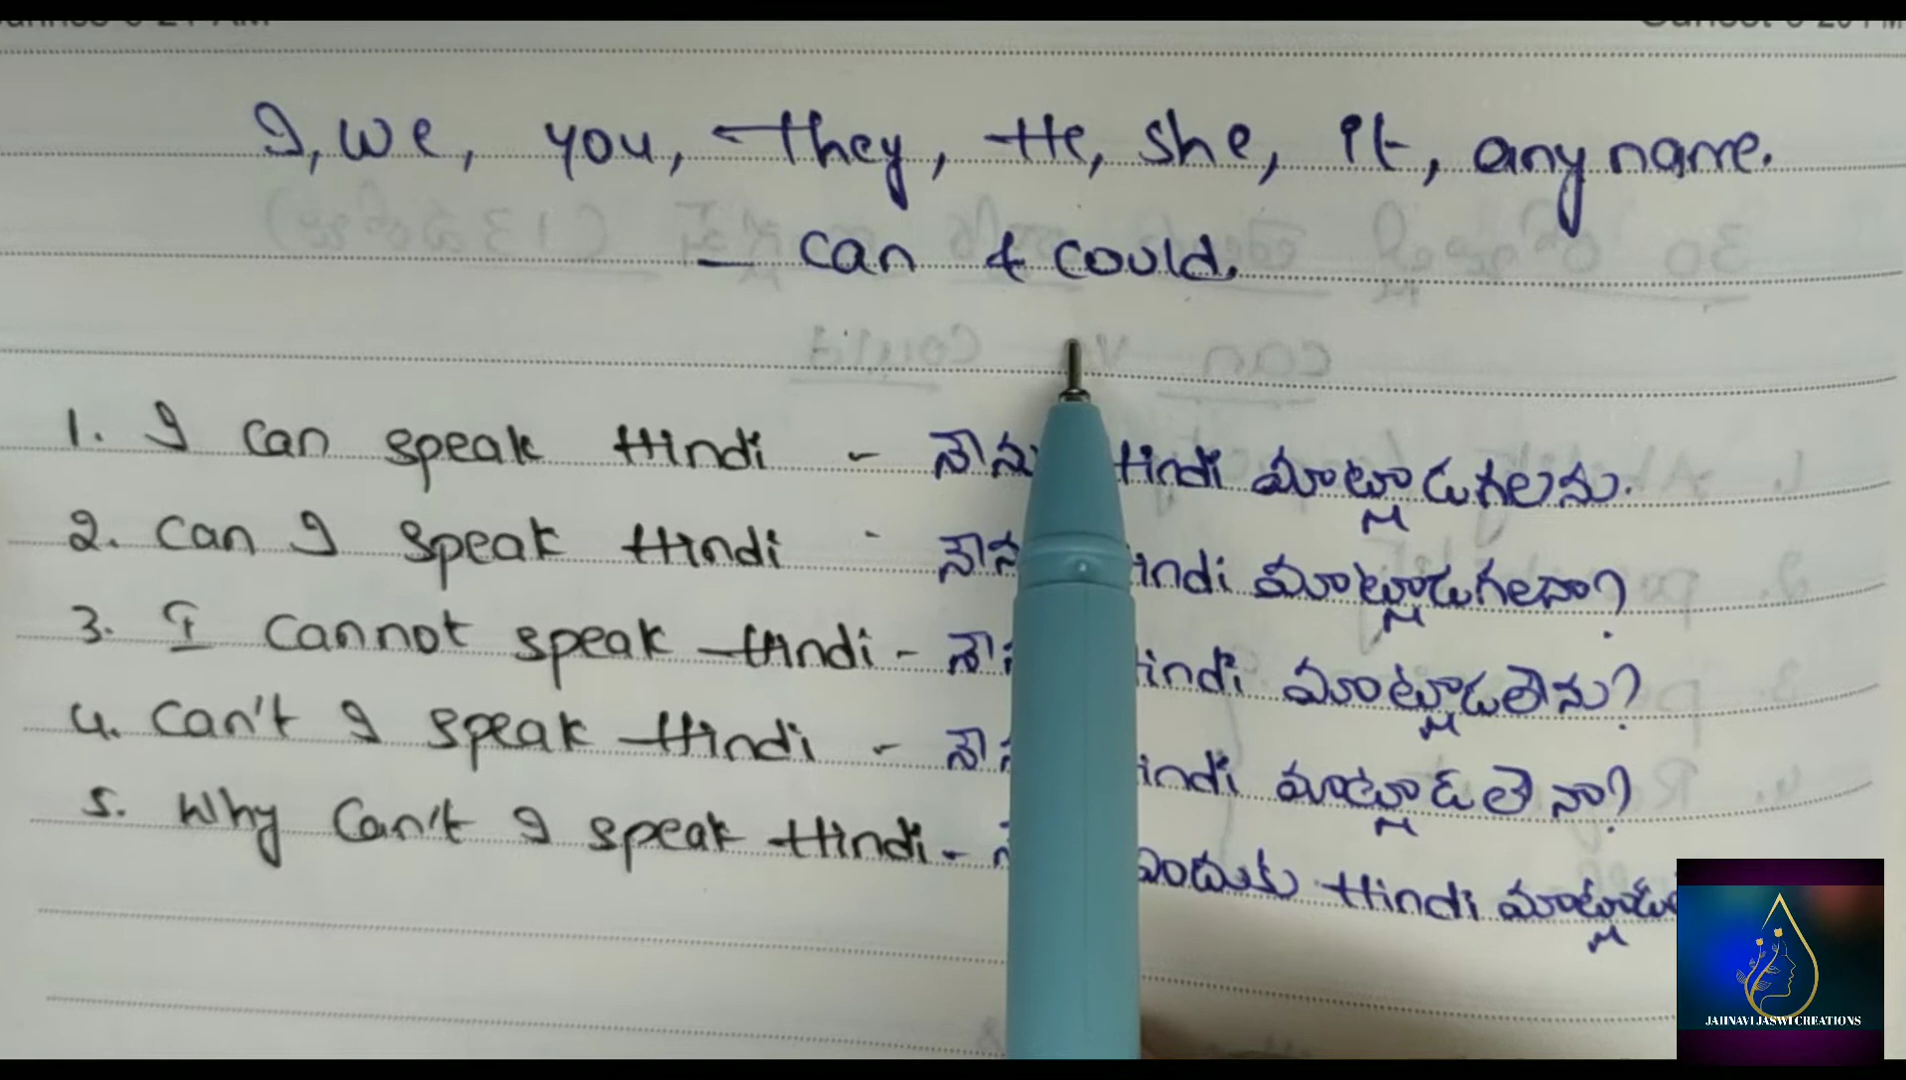 I, we, you, They, He, she, it, any name.
– can & could.
1. I can speak Hindi - నేను Hindi మాట్లాడుగలను.
2. Can I speak Hindi - Hindi మాట్లాడుగలనా?
3. I cannot speak Hindi - Hindi మాట్లాడలేను?
4. Can't I speak Hindi - Hindi మాట్లాడలేనా?
5. Why Can't I speak Hindi - ఎందుకు Hindi
JAHNAVI JASWI CREATIONS